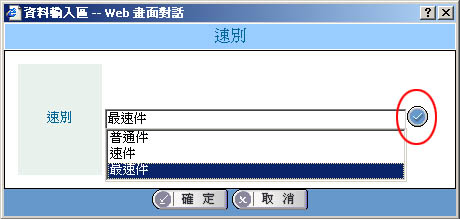 資料輸入區 -- Web 畫面對話
速別
速別
最速件
普通件
速件
最速件
確 定
取 消